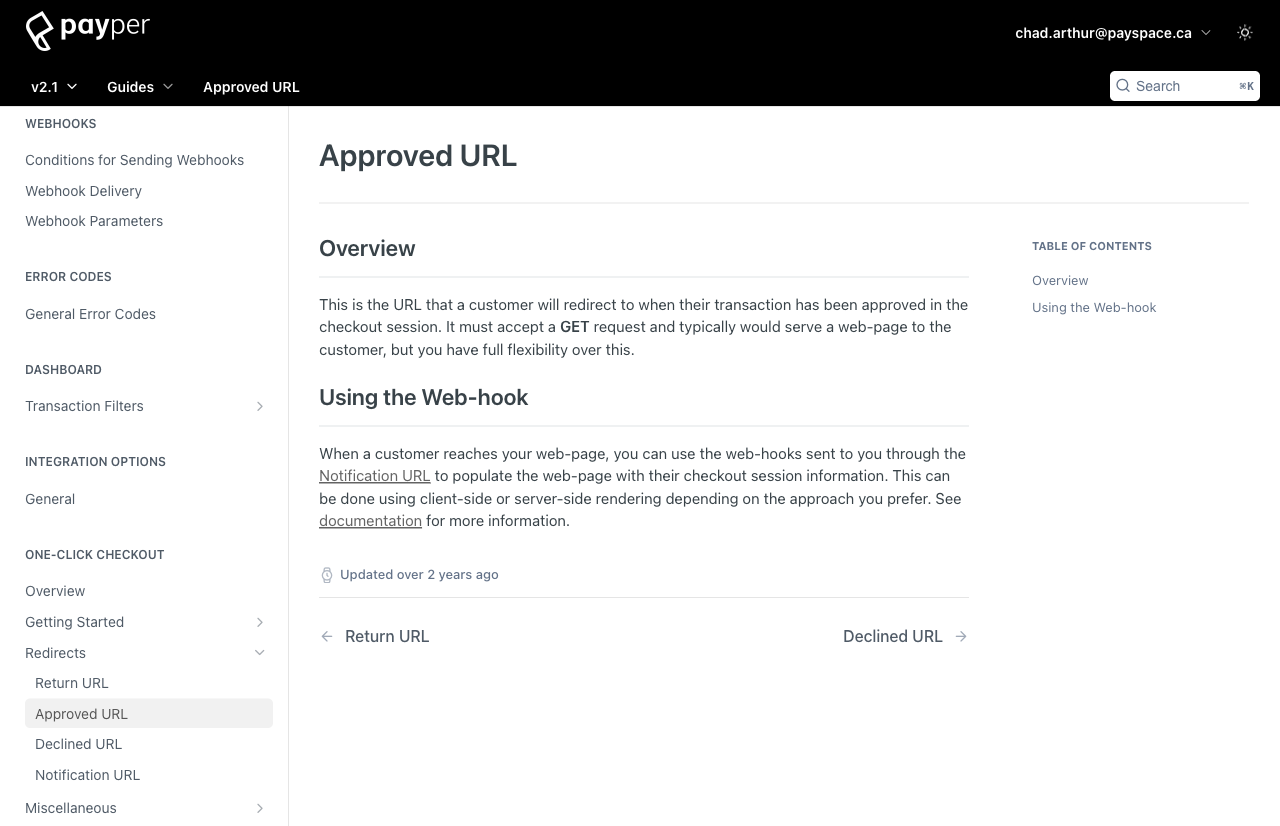 payper
chad.arthur@payspace.ca
v2.1
Guides
Approved URL
Search
⌘K
WEBHOOKS
Conditions for Sending Webhooks
Webhook Delivery
Webhook Parameters
ERROR CODES
General Error Codes
DASHBOARD
Transaction Filters
INTEGRATION OPTIONS
General
ONE-CLICK CHECKOUT
Overview
Getting Started
Redirects
Return URL
Approved URL
Declined URL
Notification URL
Miscellaneous
Approved URL
Overview
This is the URL that a customer will redirect to when their transaction has been approved in the
checkout session. It must accept a GET request and typically would serve a web-page to the
customer, but you have full flexibility over this.
Using the Web-hook
When a customer reaches your web-page, you can use the web-hooks sent to you through the
Notification URL to populate the web-page with their checkout session information. This can
be done using client-side or server-side rendering depending on the approach you prefer. See
documentation for more information.
Updated over 2 years ago
Return URL
Declined URL
TABLE OF CONTENTS
Overview
Using the Web-hook